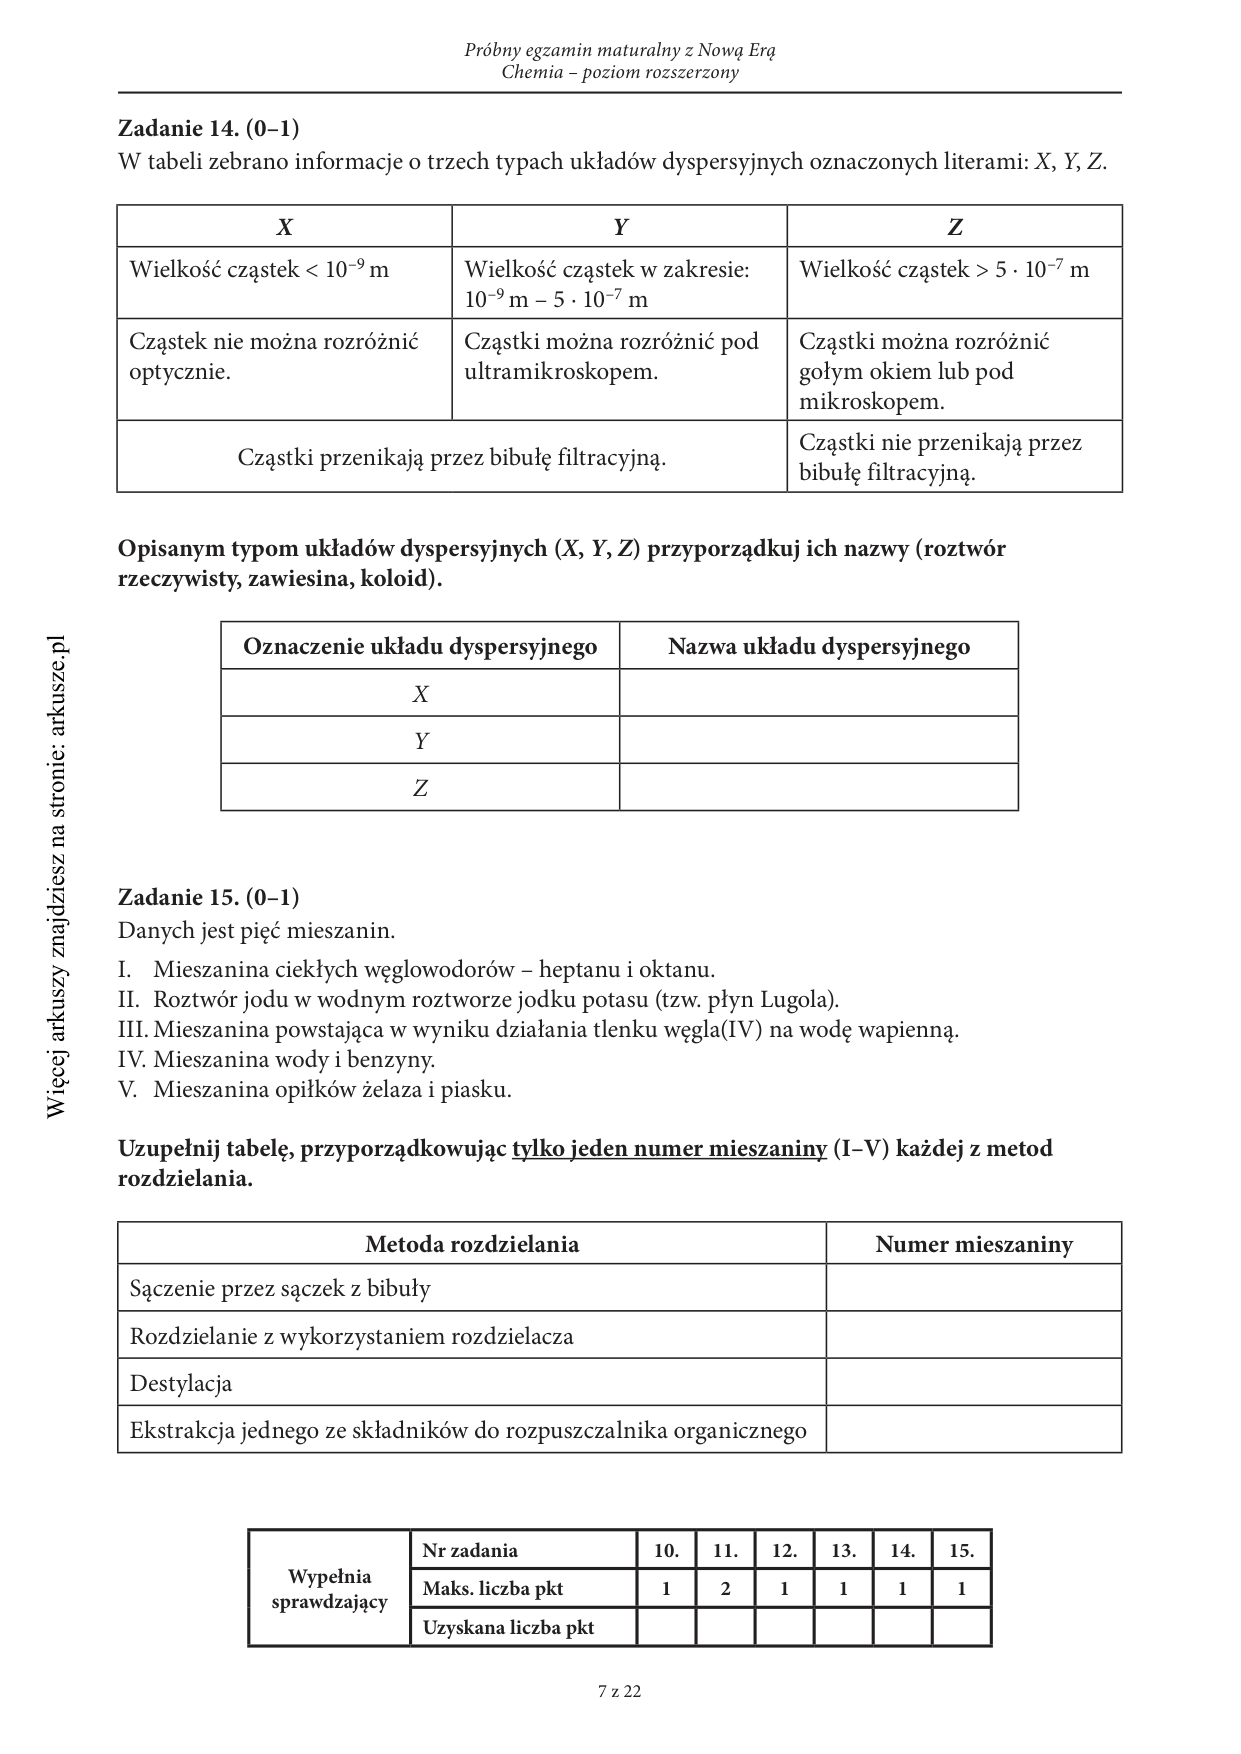 Próbny egzamin maturalny z Nową Erą
Chemia – poziom rozszerzony
Zadanie 14. (0–1)
W tabeli zebrano informacje o trzech typach układów dyspersyjnych oznaczonych literami: X, Y, Z.
X Y Z
Wielkość cząstek < 10⁻⁹ m
Wielkość cząstek w zakresie:
10⁻⁹ m – 5 · 10⁻⁷ m
Wielkość cząstek > 5 · 10⁻⁷ m
Cząstek nie można rozróżnić
optycznie.
Cząstki można rozróżnić pod
ultramikroskopem.
Cząstki można rozróżnić
gołym okiem lub pod
mikroskopem.
Cząstki przenikają przez bibułę filtracyjną.
Cząstki nie przenikają przez
bibułę filtracyjną.
Opisanym typom układów dyspersyjnych (X, Y, Z) przyporządkuj ich nazwy (roztwór
rzeczywisty, zawiesina, koloid).
Oznaczenie układu dyspersyjnego Nazwa układu dyspersyjnego
X
Y
Z
Zadanie 15. (0–1)
Danych jest pięć mieszanin.
I. Mieszanina ciekłych węglowodorów – heptanu i oktanu.
II. Roztwór jodu w wodnym roztworze jodku potasu (tzw. płyn Lugola).
III. Mieszanina powstająca w wyniku działania tlenku węgla(IV) na wodę wapienną.
IV. Mieszanina wody i benzyny.
V. Mieszanina opiłków żelaza i piasku.
Uzupełnij tabelę, przyporządkowując tylko jeden numer mieszaniny (I–V) każdej z metod
rozdzielania.
Metoda rozdzielania Numer mieszaniny
Sączenie przez sączek z bibuły
Rozdzielanie z wykorzystaniem rozdzielacza
Destylacja
Ekstrakcja jednego ze składników do rozpuszczalnika organicznego
Wypełnia
sprawdzający
Nr zadania 10. 11. 12. 13. 14. 15.
Maks. liczba pkt 1 2 1 1 1 1
Uzyskana liczba pkt
7 z 22
Więcej arkuszy znajdziesz na stronie: arkusze.pl